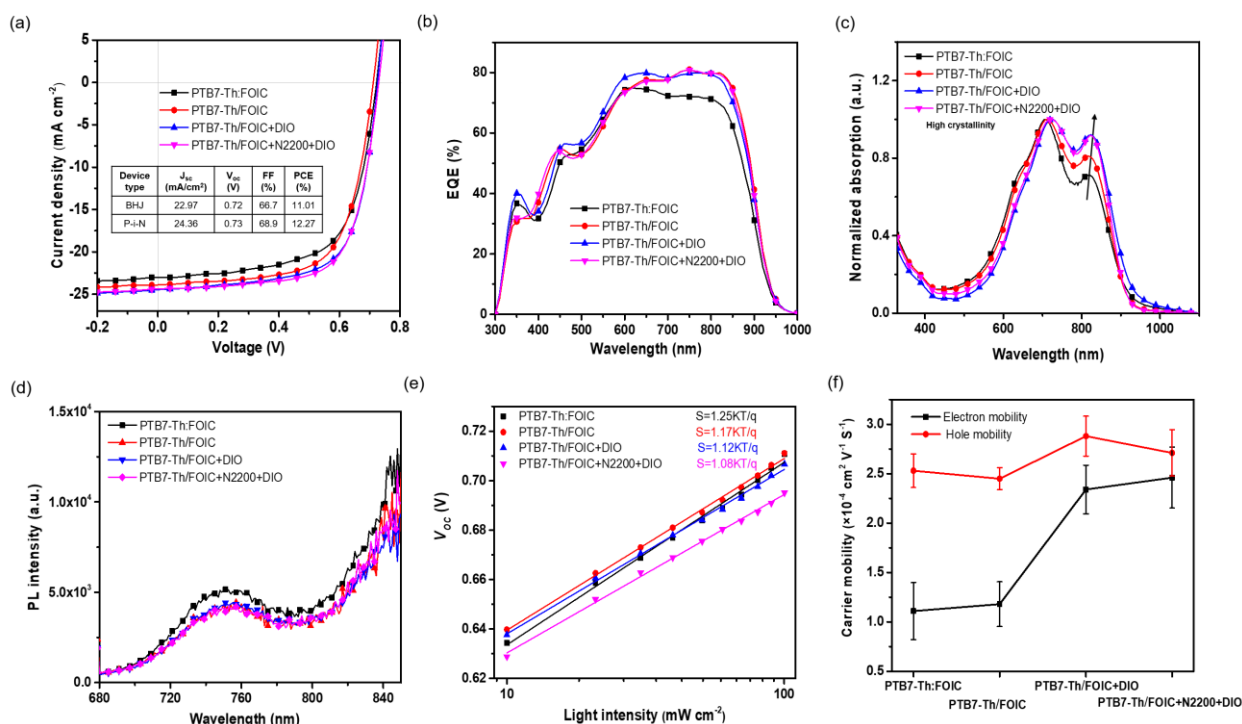 (a)
5
0
-5
-10
-15
-20
-25
-0.2
0.0
0.2
0.4
0.6
0.8
Current density (mA cm-2)
Voltage (V)
PTB7-Th:FOIC
PTB7-Th/FOIC
PTB7-Th/FOIC+DIO
PTB7-Th/FOIC+N2200+DIO
Device type Jsc (mA/cm²) Voc (V) FF (%) PCE (%)
BHJ 22.97 0.72 66.7 11.01
P-i-N 24.36 0.73 68.9 12.27
(b)
100
80
60
40
20
0
300 400 500 600 700 800 900 1000
EQE (%)
Wavelength (nm)
PTB7-Th:FOIC
PTB7-Th/FOIC
PTB7-Th/FOIC+DIO
PTB7-Th/FOIC+N2200+DIO
(c)
1.2
0.8
0.4
0.0
400 600 800 1000
Normalized absorption (a.u.)
Wavelength (nm)
PTB7-Th:FOIC
PTB7-Th/FOIC
PTB7-Th/FOIC+DIO
PTB7-Th/FOIC+N2200+DIO
High crystallinity
(d)
1.5x10⁴
1.0x10⁴
5.0x10³
0.0
680 720 760 800 840
PL intensity (a.u.)
Wavelength (nm)
PTB7-Th:FOIC
PTB7-Th/FOIC
PTB7-Th/FOIC+DIO
PTB7-Th/FOIC+N2200+DIO
(e)
0.72
0.70
0.68
0.66
0.64
0.62
10 100
VOC (V)
Light intensity (mW cm-2)
PTB7-Th:FOIC S=1.25KT/q
PTB7-Th/FOIC S=1.17KT/q
PTB7-Th/FOIC+DIO S=1.12KT/q
PTB7-Th/FOIC+N2200+DIO S=1.08KT/q
(f)
3.0
2.5
2.0
1.5
1.0
0.5
Carrier mobility (×10⁻⁴ cm² V⁻¹ S⁻¹)
Electron mobility
Hole mobility
PTB7-Th:FOIC
PTB7-Th/FOIC
PTB7-Th/FOIC+DIO
PTB7-Th/FOIC+N2200+DIO